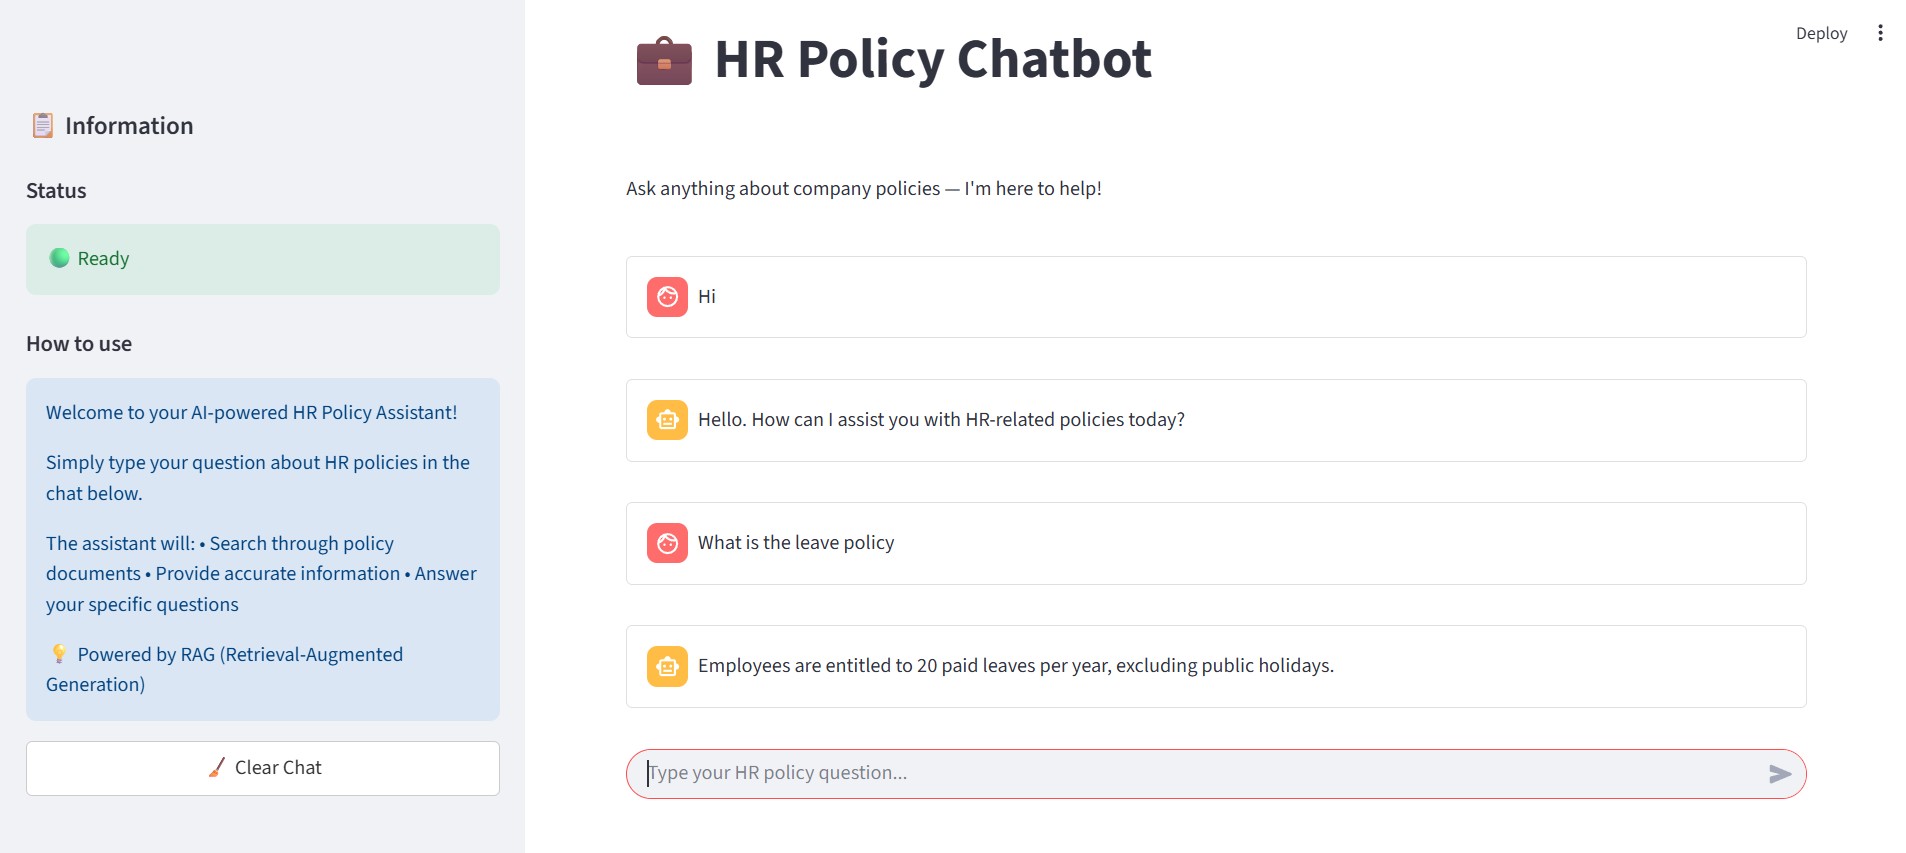 Deploy
💼 HR Policy Chatbot
📋 Information
Status
Ready
How to use
Welcome to your AI-powered HR Policy Assistant!
Simply type your question about HR policies in the
chat below.
The assistant will: • Search through policy
documents • Provide accurate information • Answer
your specific questions
💡 Powered by RAG (Retrieval-Augmented
Generation)
Clear Chat
Ask anything about company policies — I'm here to help!
Hi
Hello. How can I assist you with HR-related policies today?
What is the leave policy
Employees are entitled to 20 paid leaves per year, excluding public holidays.
Type your HR policy question...